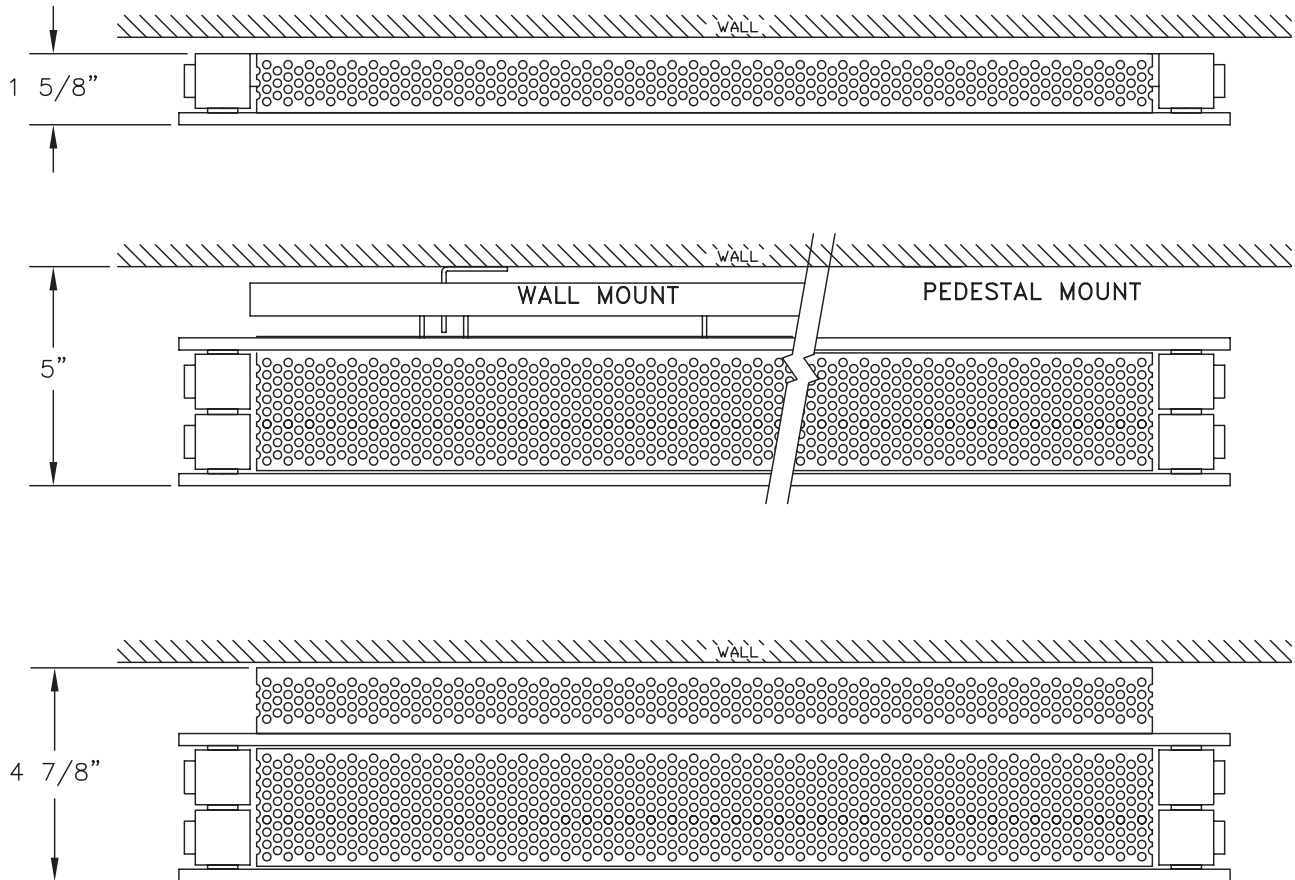 WALL
1 5/8”
WALL
WALL MOUNT
PEDESTAL MOUNT
5”
WALL
4 7/8”